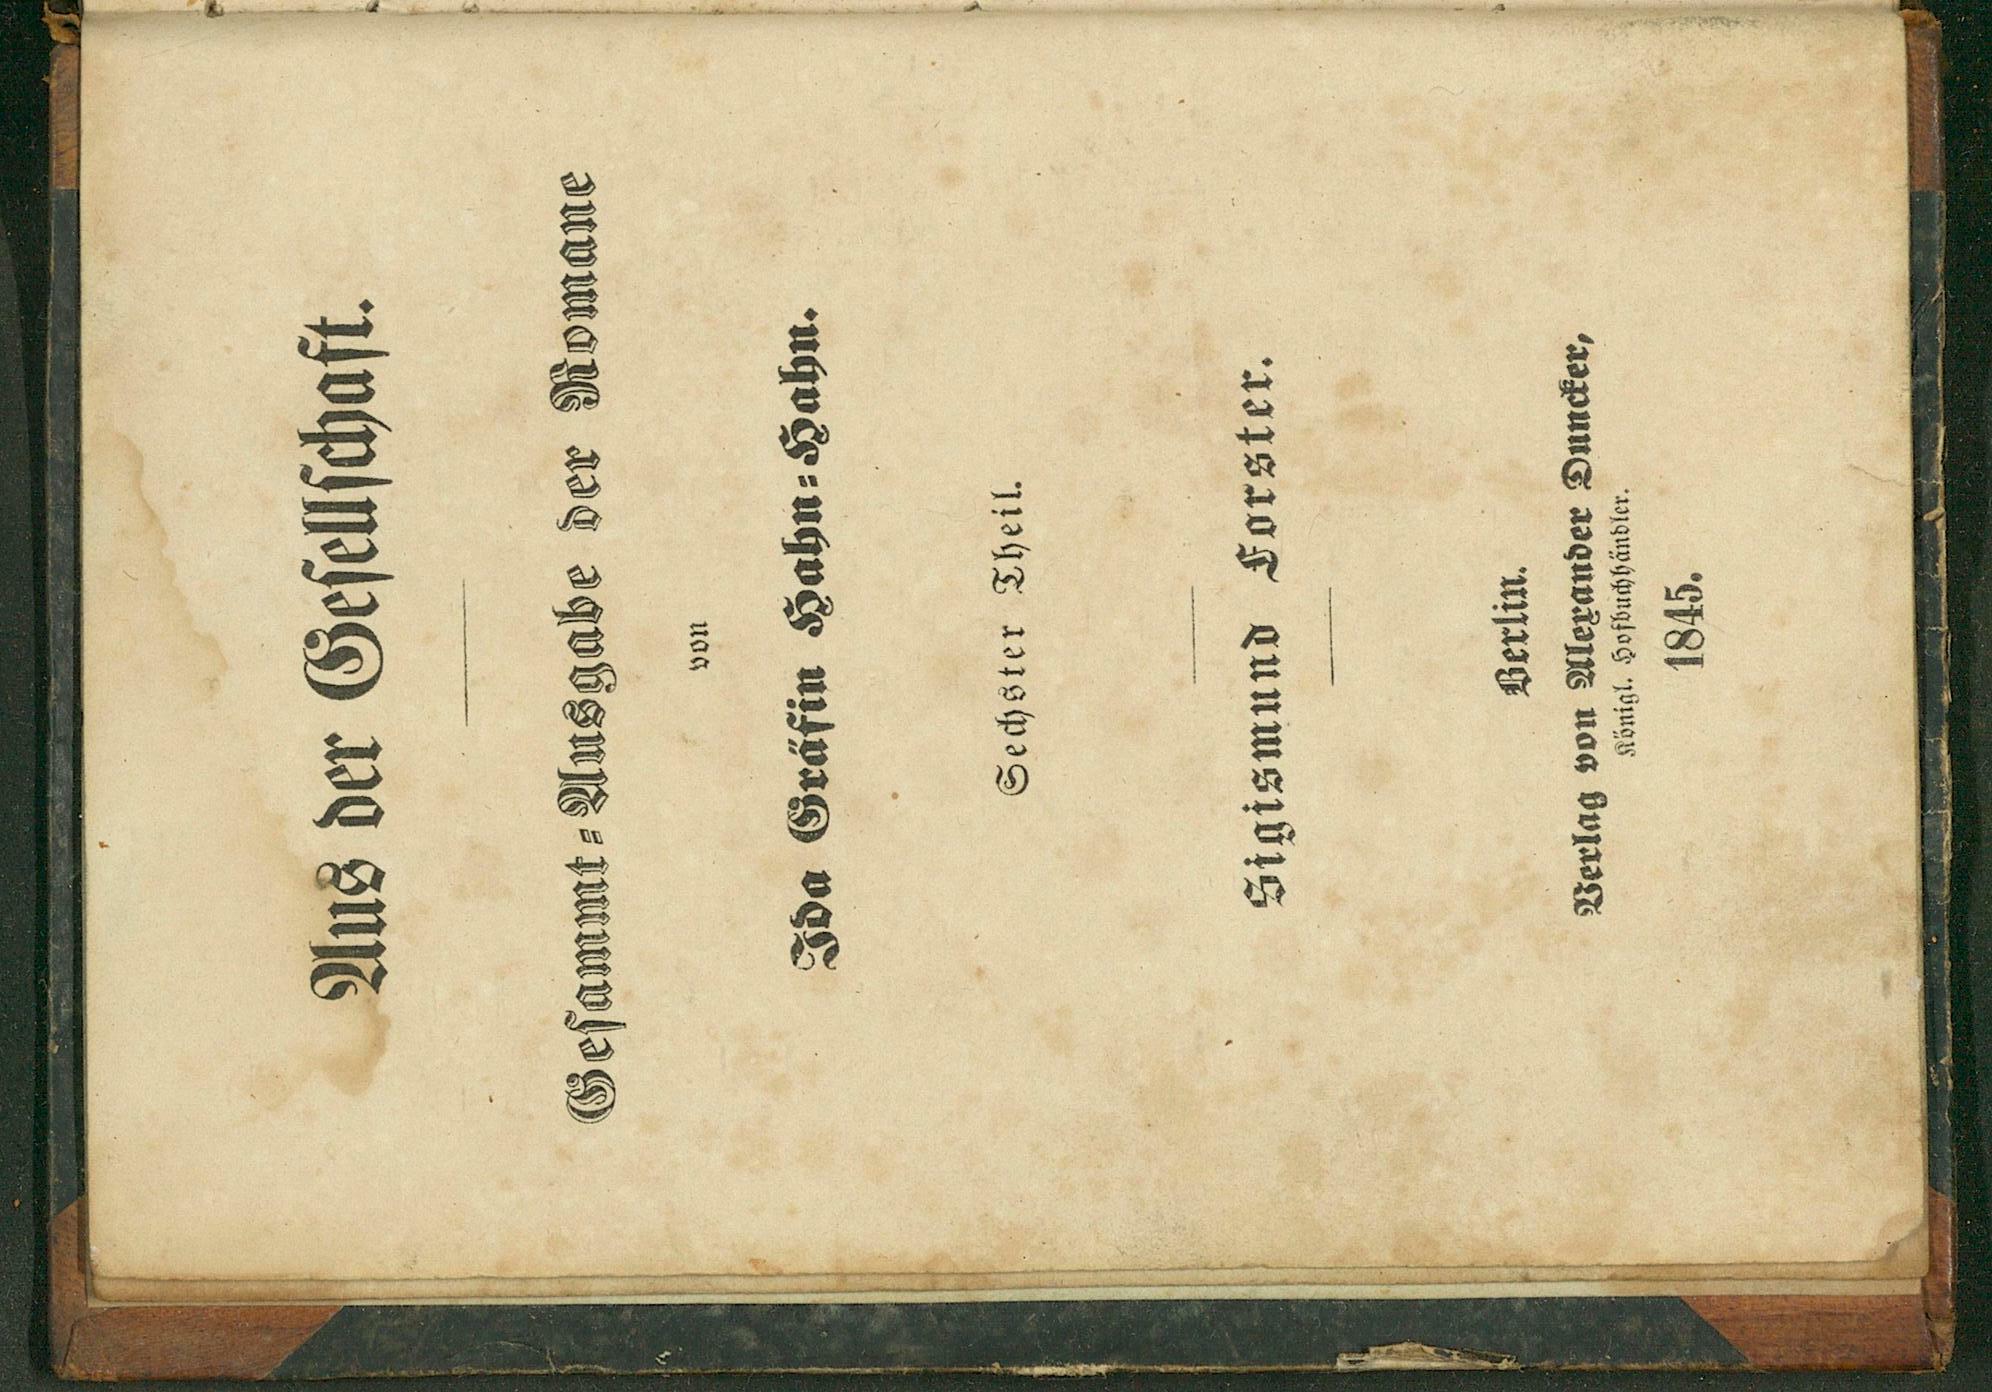 Aus der Gesellschaft.
Gesammt-Ausgabe der Romane
von
Ida Gräfin Hahn-Hahn.
Sechster Theil.
Sigismund Forster.
Berlin.
Verlag von Alexander Duncker,
Königl. Hofbuchhändler.
1845.